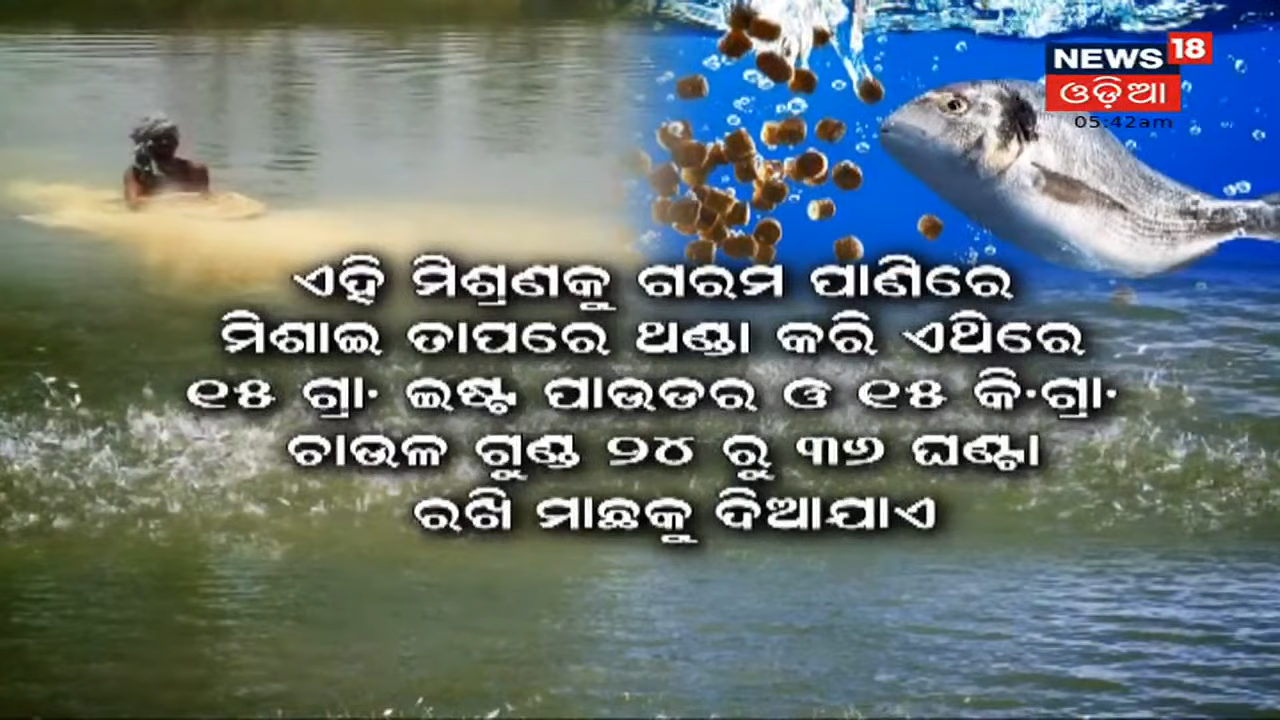 NEWS 18
ଓଡ଼ିଆ
05:42am
ଏହି ମିଶ୍ରଣକୁ ଗରମ ପାଣିରେ
ମିଶାଇ ତାପରେ ଥଣ୍ଡା କରି ଏଥିରେ
୧୫ ଗ୍ରା· ଇଷ୍ଟ ପାଉଡର ଓ ୧୫ କି·ଗ୍ରା·
ଚାଉଳ ଗୁଣ୍ଡ ୨୪ ରୁ ୩୬ ଘଣ୍ଟା
ରଖି ମାଛକୁ ଦିଆଯାଏ